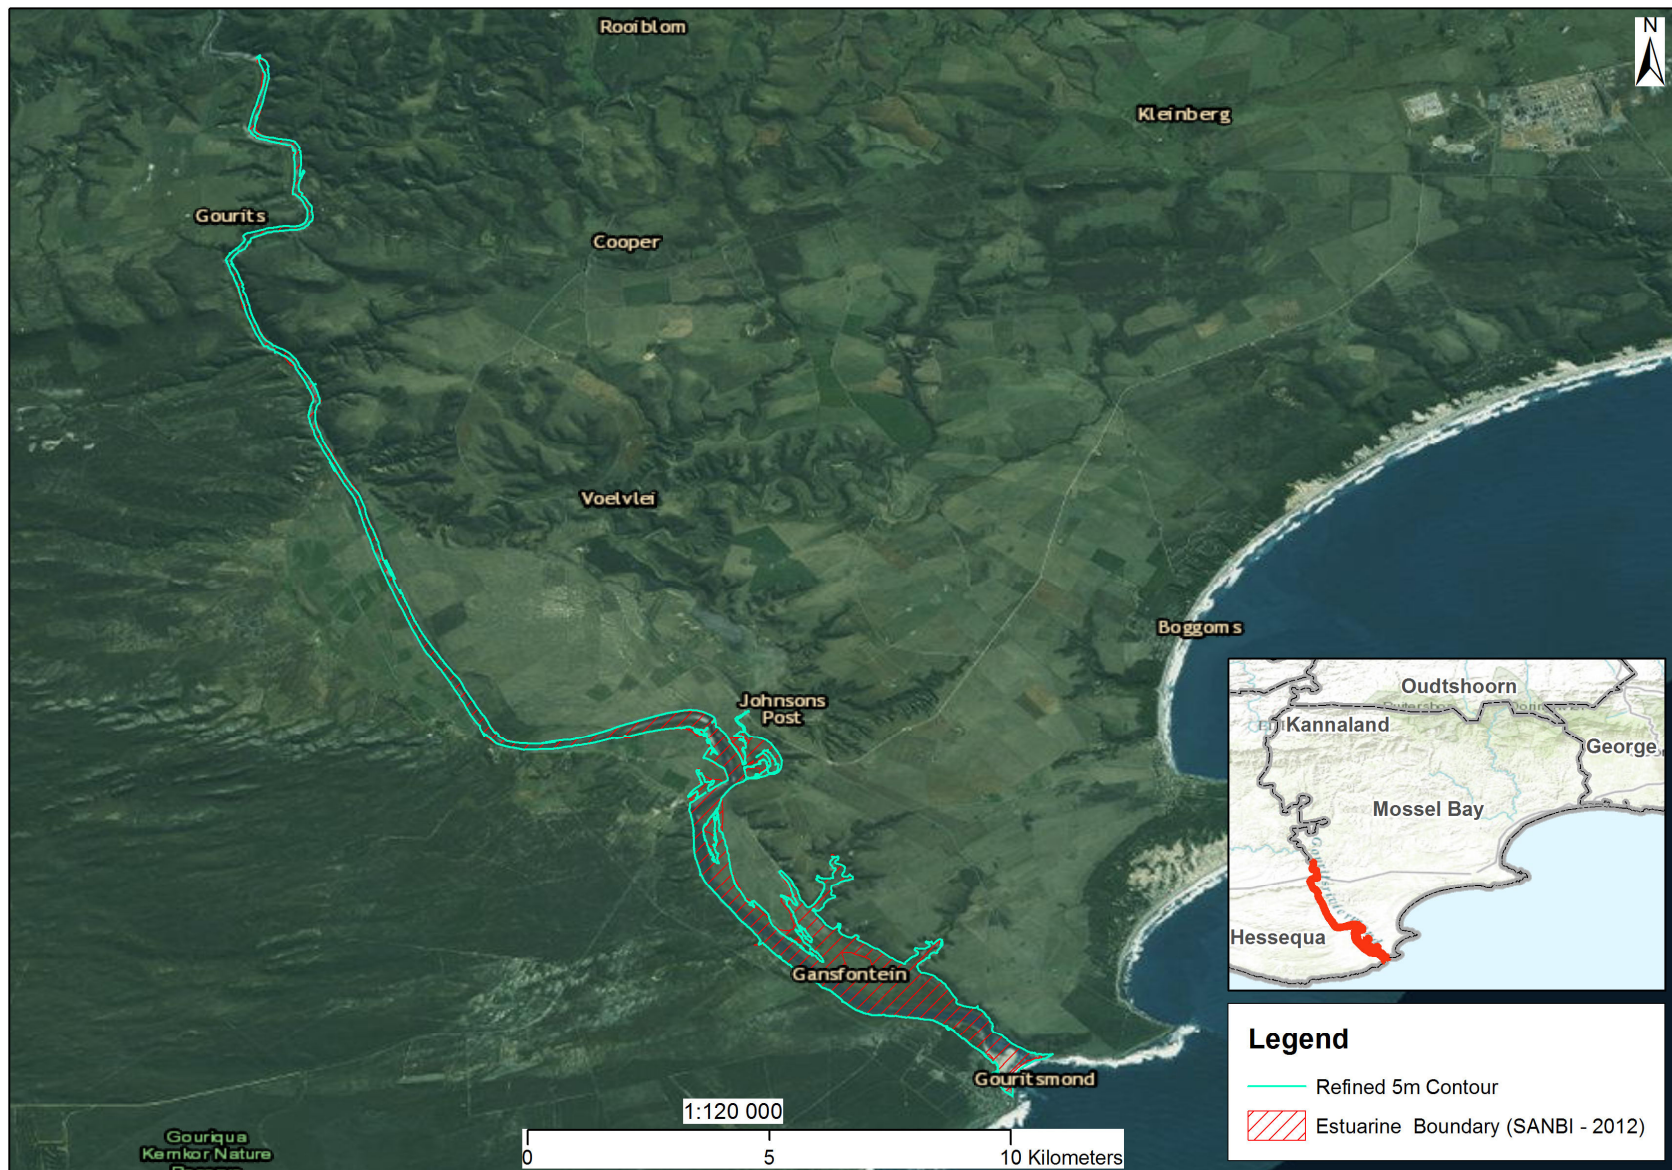 Rooiblom
N
Kleinberg
Gourits
Cooper
Voelvlei
Boggoms
Johnsons
Post
Oudtshoorn
Kannaland
George
Mossel Bay
Hessequa
Gansfontein
Gouritsmond
Legend
Refined 5m Contour
Estuarine Boundary (SANBI - 2012)
1:120 000
0 5 10 Kilometers
Gouriqua
Kernkor Nature